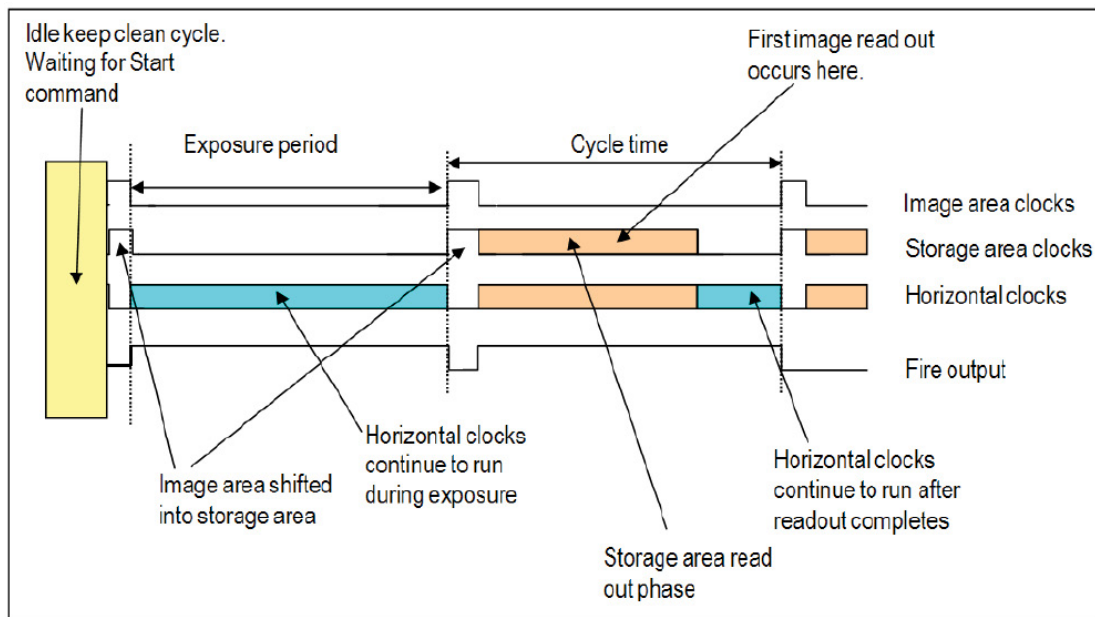 Idle keep clean cycle.
Waiting for Start
command
First image read out
occurs here.
Exposure period
Cycle time
Image area clocks
Storage area clocks
Horizontal clocks
Fire output
Image area shifted
into storage area
Horizontal clocks
continue to run
during exposure
Storage area read
out phase
Horizontal clocks
continue to run after
readout completes